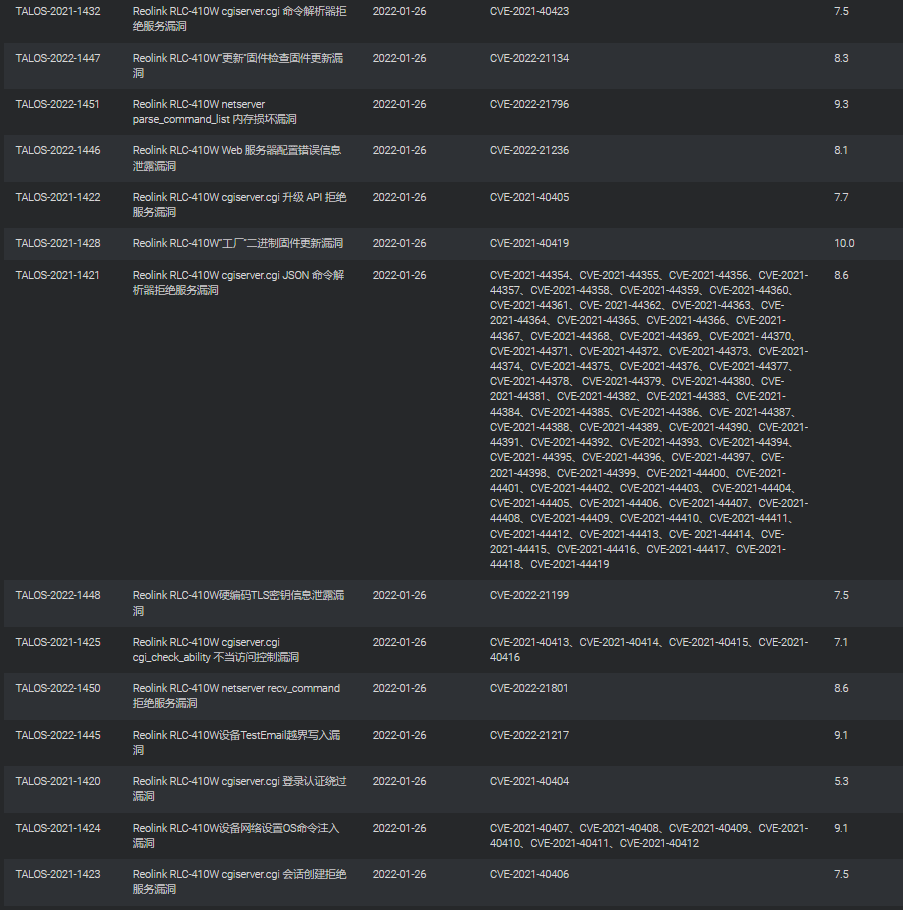 TALOS-2021-1432 Reolink RLC-410W cgiserver.cgi 命令解析器拒 2022-01-26 CVE-2021-40423 7.5
绝服务漏洞
TALOS-2022-1447 Reolink RLC-410W“更新”固件检查固件更新漏 2022-01-26 CVE-2022-21134 8.3
洞
TALOS-2022-1451 Reolink RLC-410W netserver 2022-01-26 CVE-2022-21796 9.3
parse_command_list 内存损坏漏洞
TALOS-2022-1446 Reolink RLC-410W Web 服务器配置错误信息 2022-01-26 CVE-2022-21236 8.1
泄露漏洞
TALOS-2021-1422 Reolink RLC-410W cgiserver.cgi 升级 API 拒绝 2022-01-26 CVE-2021-40405 7.7
服务漏洞
TALOS-2021-1428 Reolink RLC-410W“工厂”二进制固件更新漏洞 2022-01-26 CVE-2021-40419 10.0
TALOS-2021-1421 Reolink RLC-410W cgiserver.cgi JSON 命令解 2022-01-26 CVE-2021-44354、CVE-2021-44355、CVE-2021-44356、CVE-2021- 8.6
析器拒绝服务漏洞 44357、CVE-2021-44358、CVE-2021-44359、CVE-2021-44360、
CVE-2021-44361、CVE- 2021-44362、CVE-2021-44363、CVE-
2021-44364、CVE-2021-44365、CVE-2021-44366、CVE-2021-
44367、CVE-2021-44368、CVE-2021-44369、CVE-2021- 44370、
CVE-2021-44371、CVE-2021-44372、CVE-2021-44373、CVE-2021-
44374、CVE-2021-44375、CVE-2021-44376、CVE-2021-44377、
CVE-2021-44378、 CVE-2021-44379、CVE-2021-44380、CVE-
2021-44381、CVE-2021-44382、CVE-2021-44383、CVE-2021-
44384、CVE-2021-44385、CVE-2021-44386、CVE- 2021-44387、
CVE-2021-44388、CVE-2021-44389、CVE-2021-44390、CVE-2021-
44391、CVE-2021-44392、CVE-2021-44393、CVE-2021-44394、
CVE-2021- 44395、CVE-2021-44396、CVE-2021-44397、CVE-
2021-44398、CVE-2021-44399、CVE-2021-44400、CVE-2021-
44401、CVE-2021-44402、CVE-2021-44403、 CVE-2021-44404、
CVE-2021-44405、CVE-2021-44406、CVE-2021-44407、CVE-2021-
44408、CVE-2021-44409、CVE-2021-44410、CVE-2021-44411、
CVE-2021-44412、CVE-2021-44413、CVE- 2021-44414、CVE-
2021-44415、CVE-2021-44416、CVE-2021-44417、CVE-2021-
44418、CVE-2021-44419
TALOS-2022-1448 Reolink RLC-410W硬编码TLS密钥信息泄露漏 2022-01-26 CVE-2022-21199 7.5
洞
TALOS-2021-1425 Reolink RLC-410W cgiserver.cgi 2022-01-26 CVE-2021-40413、CVE-2021-40414、CVE-2021-40415、CVE-2021- 7.1
cgi_check_ability 不当访问控制漏洞 40416
TALOS-2022-1450 Reolink RLC-410W netserver recv_command 2022-01-26 CVE-2022-21801 8.6
拒绝服务漏洞
TALOS-2022-1445 Reolink RLC-410W设备TestEmail越界写入漏 2022-01-26 CVE-2022-21217 9.1
洞
TALOS-2021-1420 Reolink RLC-410W cgiserver.cgi 登录认证绕过 2022-01-26 CVE-2021-40404 5.3
漏洞
TALOS-2021-1424 Reolink RLC-410W设备网络设置OS命令注入 2022-01-26 CVE-2021-40407、CVE-2021-40408、CVE-2021-40409、CVE-2021- 9.1
漏洞 40410、CVE-2021-40411、CVE-2021-40412
TALOS-2021-1423 Reolink RLC-410W cgiserver.cgi 会话创建拒绝 2022-01-26 CVE-2021-40406 7.5
服务漏洞